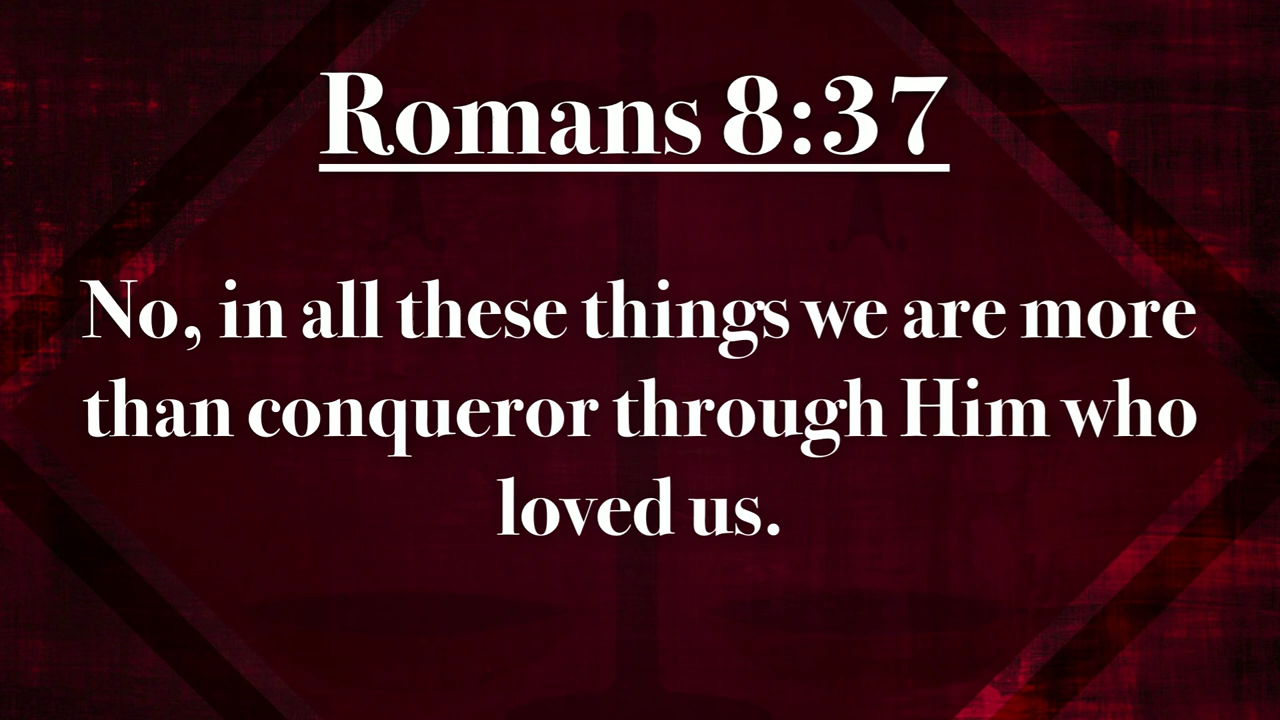 Romans 8:37
No, in all these things we are more
than conqueror through Him who
loved us.